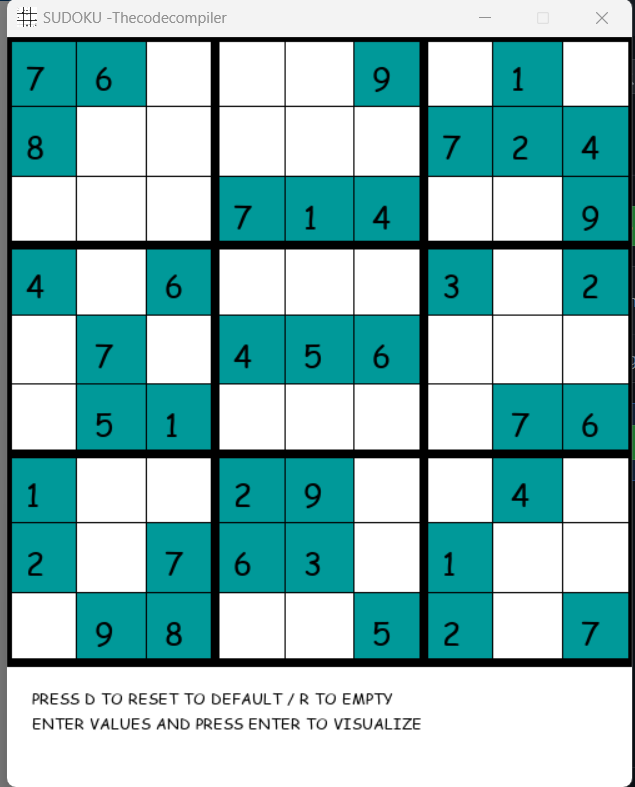 SUDOKU -Thecodecompiler
7 6 9 1
8 7 2 4
7 1 4 9
4 6 3 2
7 4 5 6
5 1 7 6
1 2 9 4
2 7 6 3 1
9 8 5 2 7
PRESS D TO RESET TO DEFAULT / R TO EMPTY
ENTER VALUES AND PRESS ENTER TO VISUALIZE